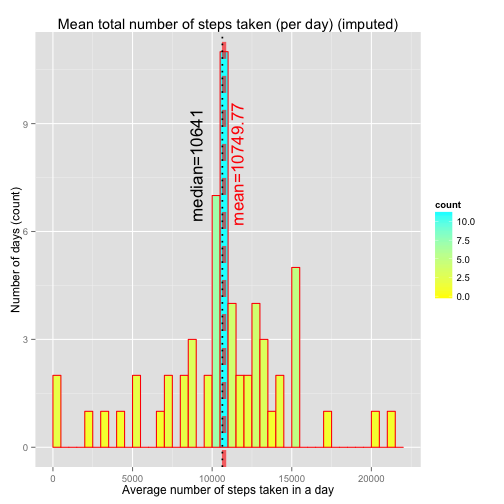 Mean total number of steps taken (per day) (imputed)
Number of days (count)
9
6
3
0
median=10641
mean=10749.77
count
10.0
7.5
5.0
2.5
0.0
0
5000
10000
15000
20000
Average number of steps taken in a day